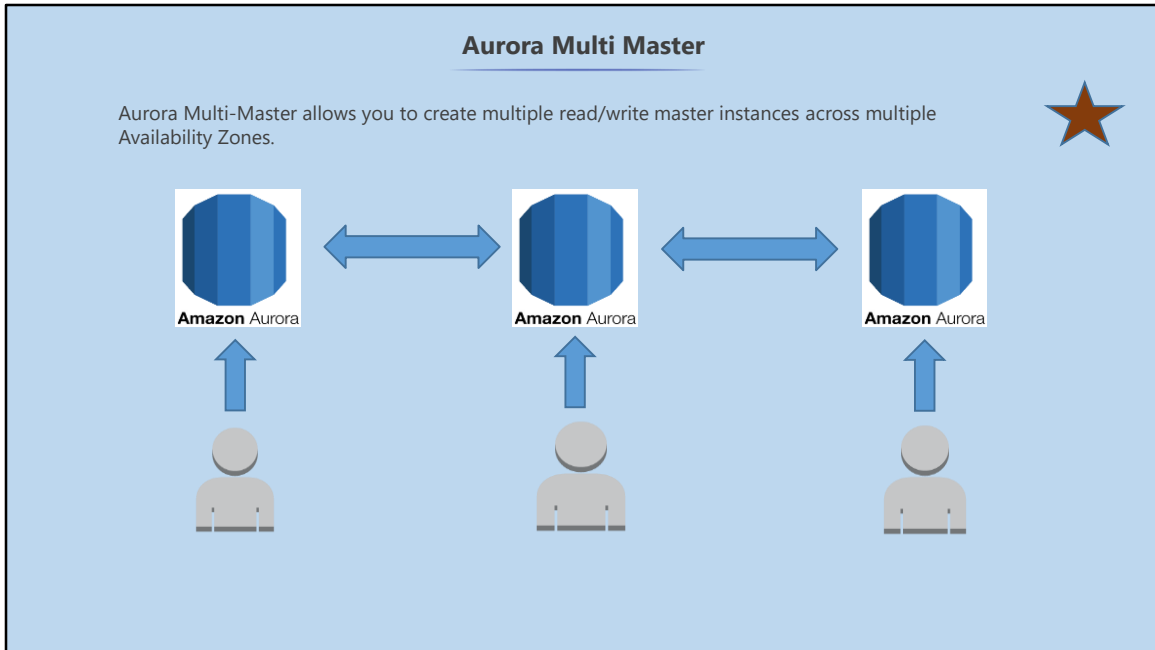 Aurora Multi Master
Aurora Multi-Master allows you to create multiple read/write master instances across multiple
Availability Zones.
Amazon Aurora
Amazon Aurora
Amazon Aurora